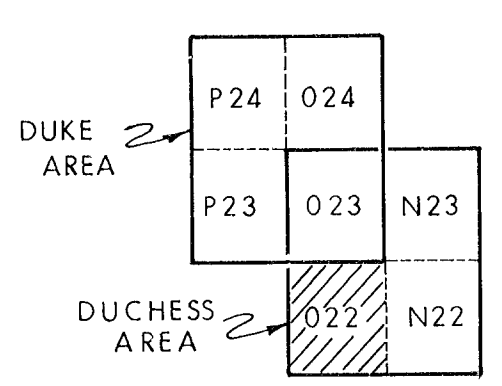 P24 024
DUKE
AREA
P23 023 N23
DUCHESS
AREA
022 N22